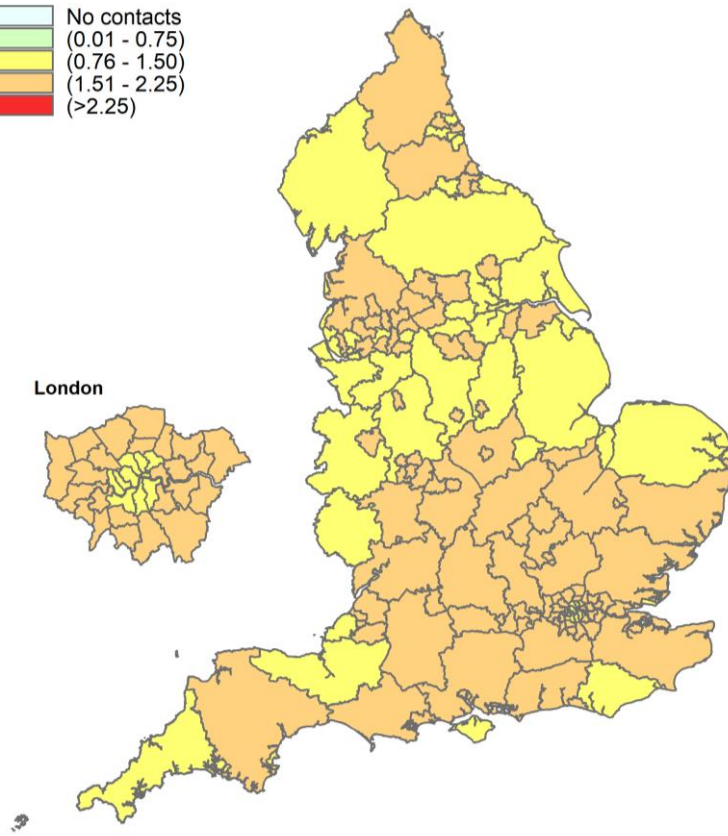 No contacts
(0.01 - 0.75)
(0.76 - 1.50)
(1.51 - 2.25)
(>2.25)
London